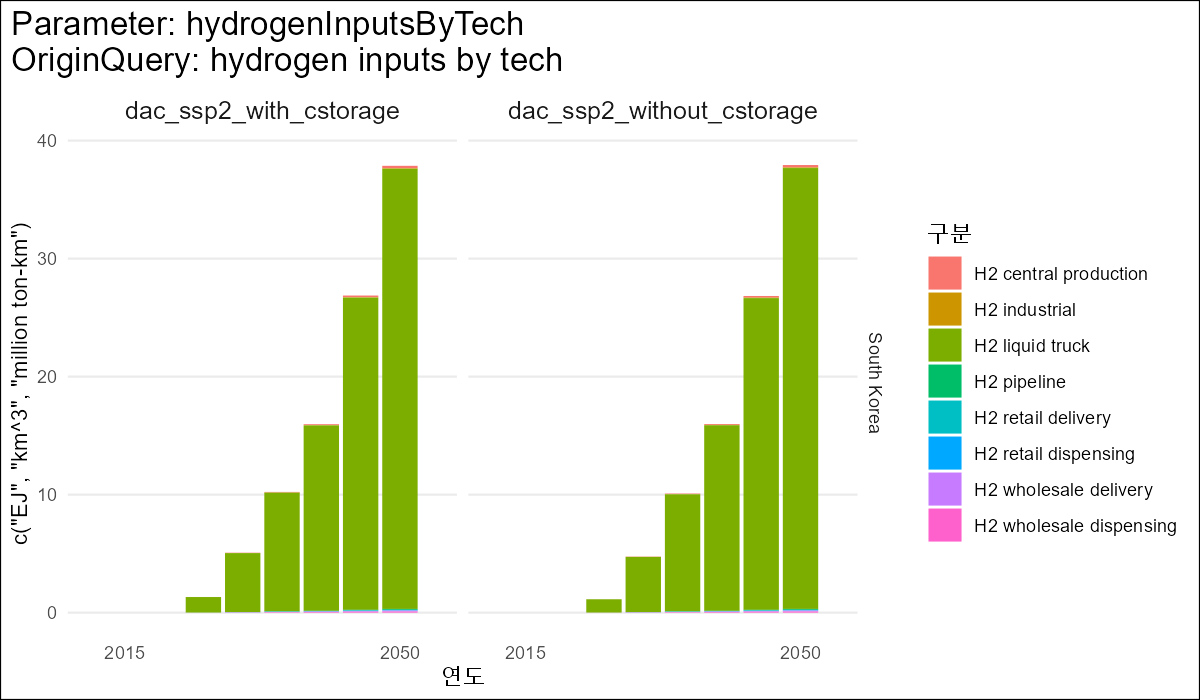 Parameter: hydrogenInputsByTech
OriginQuery: hydrogen inputs by tech
dac_ssp2_with_cstorage
dac_ssp2_without_cstorage
40
30
20
10
0
c("EJ", "km^3", "million ton-km")
2015
2050
2015
2050
연도
South Korea
구분
H2 central production
H2 industrial
H2 liquid truck
H2 pipeline
H2 retail delivery
H2 retail dispensing
H2 wholesale delivery
H2 wholesale dispensing